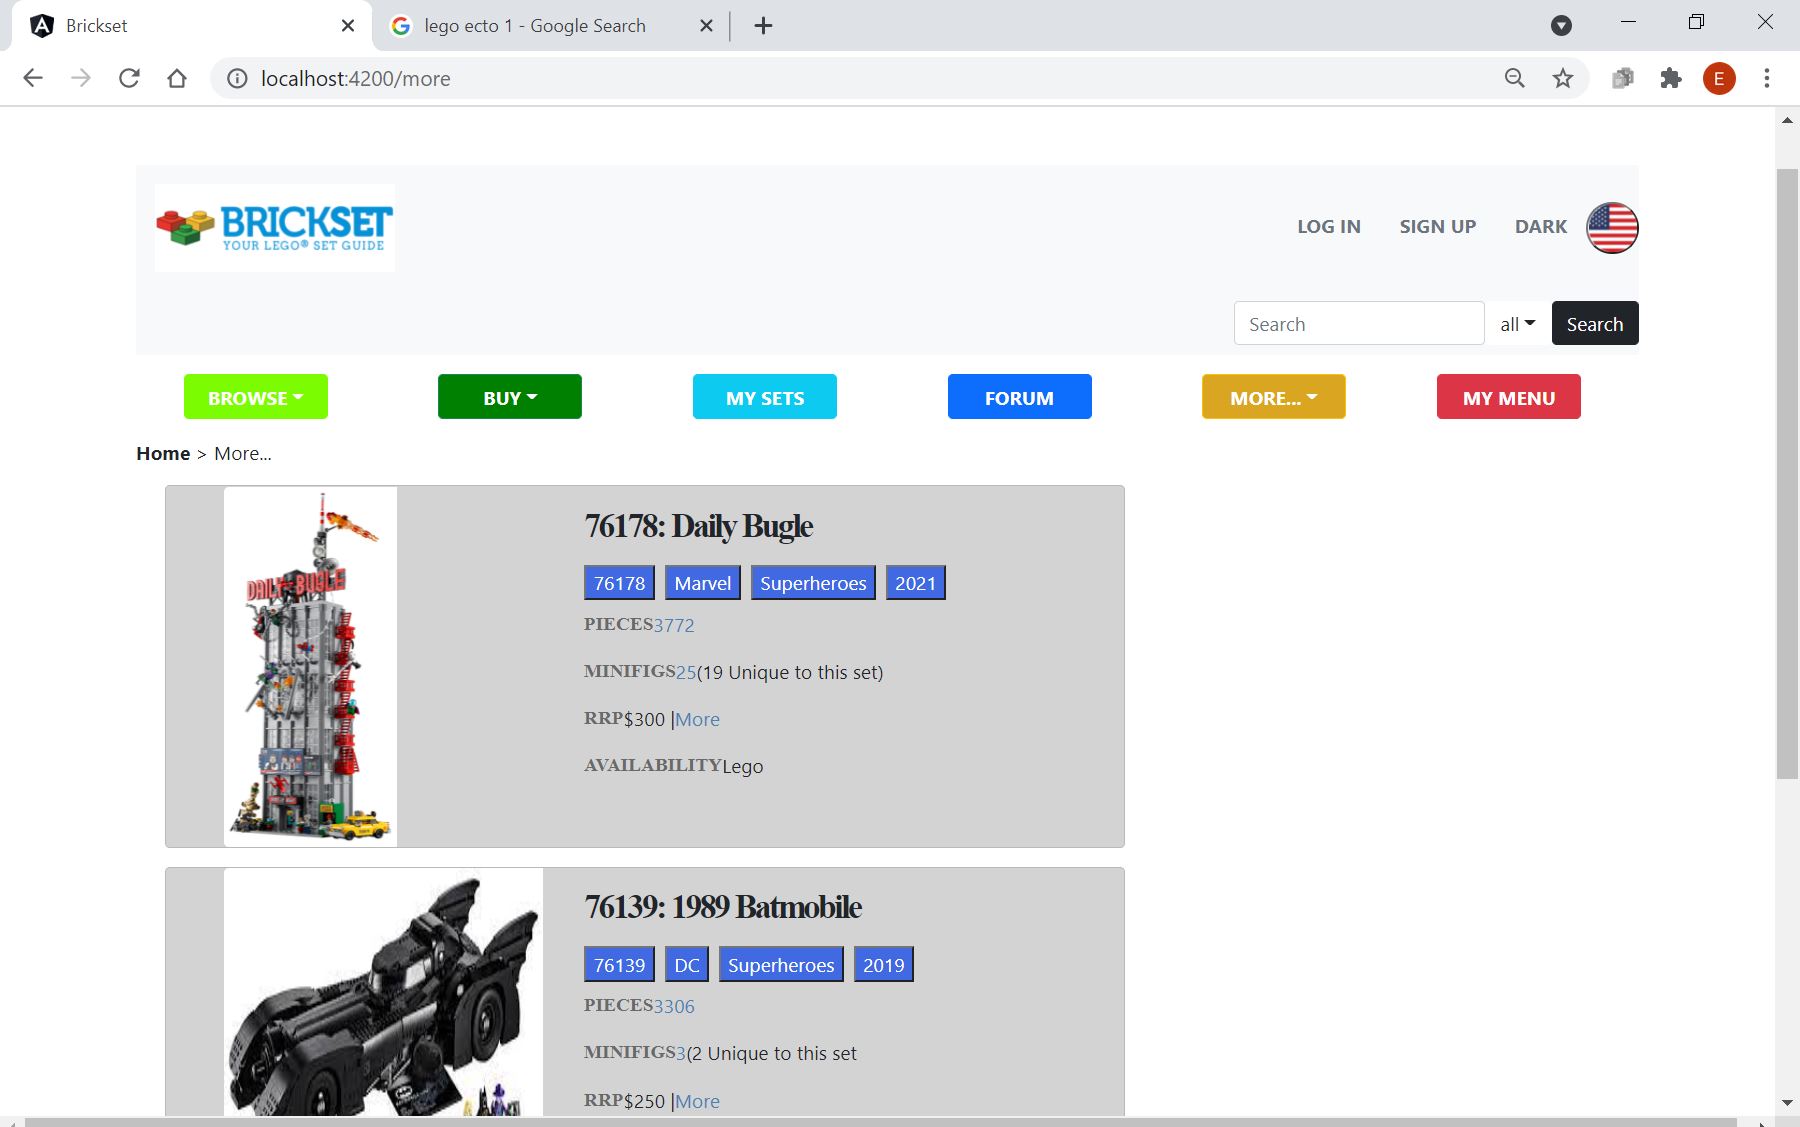 Brickset
lego ecto 1 - Google Search
localhost:4200/more
E
BRICKSET
YOUR LEGO® SET GUIDE
LOG IN
SIGN UP
DARK
Search
all
Search
BROWSE
BUY
MY SETS
FORUM
MORE...
MY MENU
Home > More...
DAILY BUGLE
76178: Daily Bugle
76178 Marvel Superheroes 2021
PIECES3772
MINIFIGS25(19 Unique to this set)
RRP$300 |More
AVAILABILITYLego
76139: 1989 Batmobile
76139 DC Superheroes 2019
PIECES3306
MINIFIGS3(2 Unique to this set
RRP$250 |More